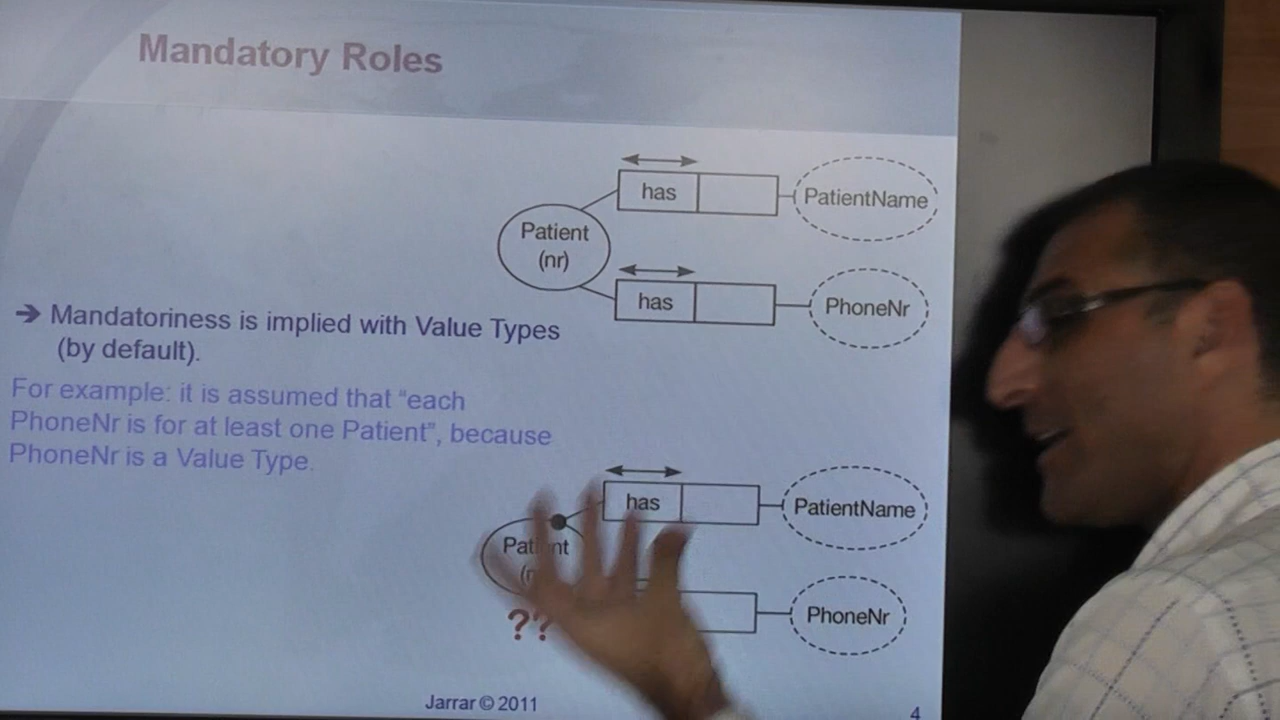 Mandatory Roles
has
PatientName
Patient
(nr)
has
PhoneNr
➔ Mandatoriness is implied with Value Types
(by default).
For example: it is assumed that “each
PhoneNr is for at least one Patient”, because
PhoneNr is a Value Type.
has
PatientName
Patient
PhoneNr
??
Jarrar © 2011
4